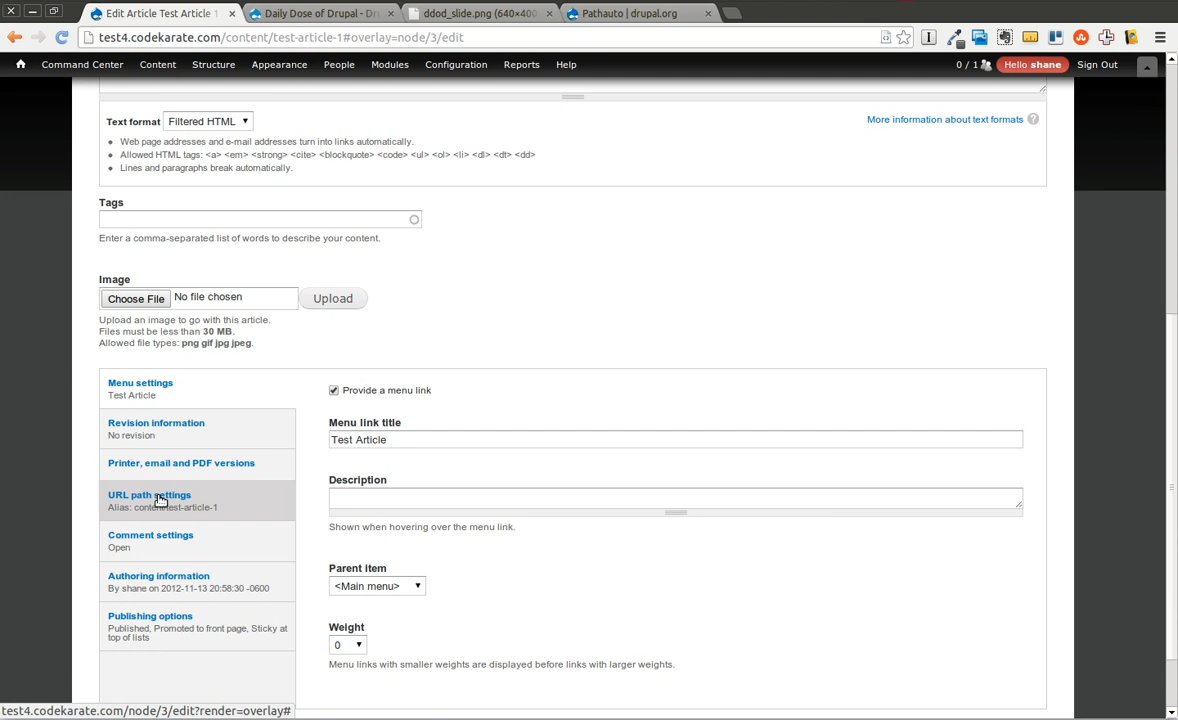 Edit Article Test Article 1
Daily Dose of Drupal - Dr
ddod_slide.png (640×400
Pathauto | drupal.org
test4.codekarate.com/content/test-article-1#overlay=node/3/edit
Command Center Content Structure Appearance People Modules Configuration Reports Help 0 / 1 Hello shane Sign Out
Text format Filtered HTML
More information about text formats ?
Web page addresses and e-mail addresses turn into links automatically.
Allowed HTML tags: <a> <em> <strong> <cite> <blockquote> <code> <ul> <ol> <li> <dl> <dt> <dd>
Lines and paragraphs break automatically.
Tags
Enter a comma-separated list of words to describe your content.
Image
Choose File No file chosen Upload
Upload an image to go with this article.
Files must be less than 30 MB.
Allowed file types: png gif jpg jpeg.
Menu settings
Test Article
Revision information
No revision
Printer, email and PDF versions
URL path settings
Alias: content/test-article-1
Comment settings
Open
Authoring information
By shane on 2012-11-13 20:58:30 -0600
Publishing options
Published, Promoted to front page, Sticky at
top of lists
Provide a menu link
Menu link title
Test Article
Description
Shown when hovering over the menu link.
Parent item
<Main menu>
Weight
0
Menu links with smaller weights are displayed before links with larger weights.
test4.codekarate.com/node/3/edit?render=overlay#